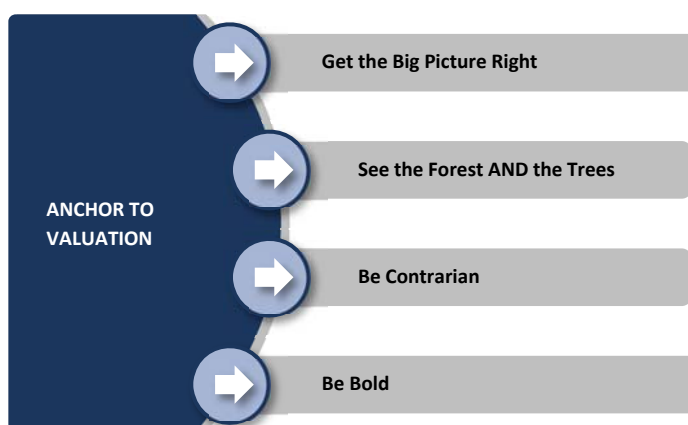 Get the Big Picture Right
See the Forest AND the Trees
ANCHOR TO
VALUATION
Be Contrarian
Be Bold